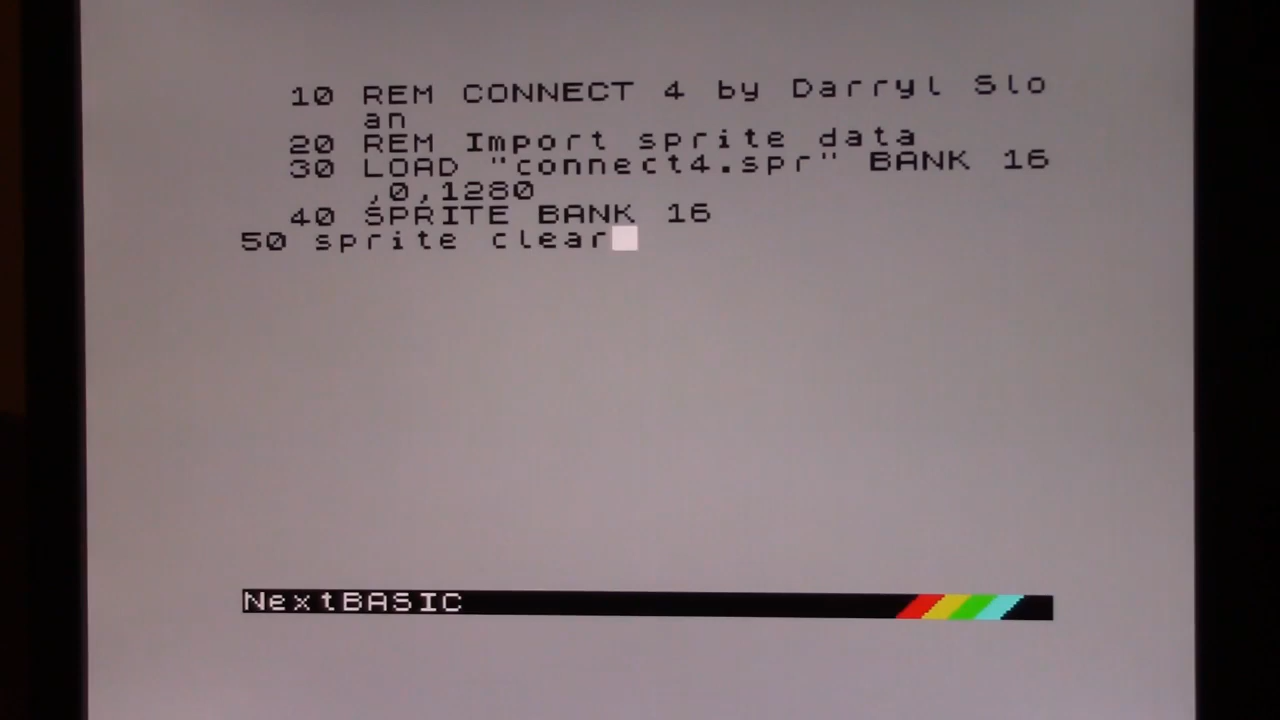 10 REM CONNECT 4 by Darryl Slo
an
20 REM Import sprite data
30 LOAD "connect4.spr" BANK 16
,0,1280
40 SPRITE BANK 16
50 sprite clear
NextBASIC